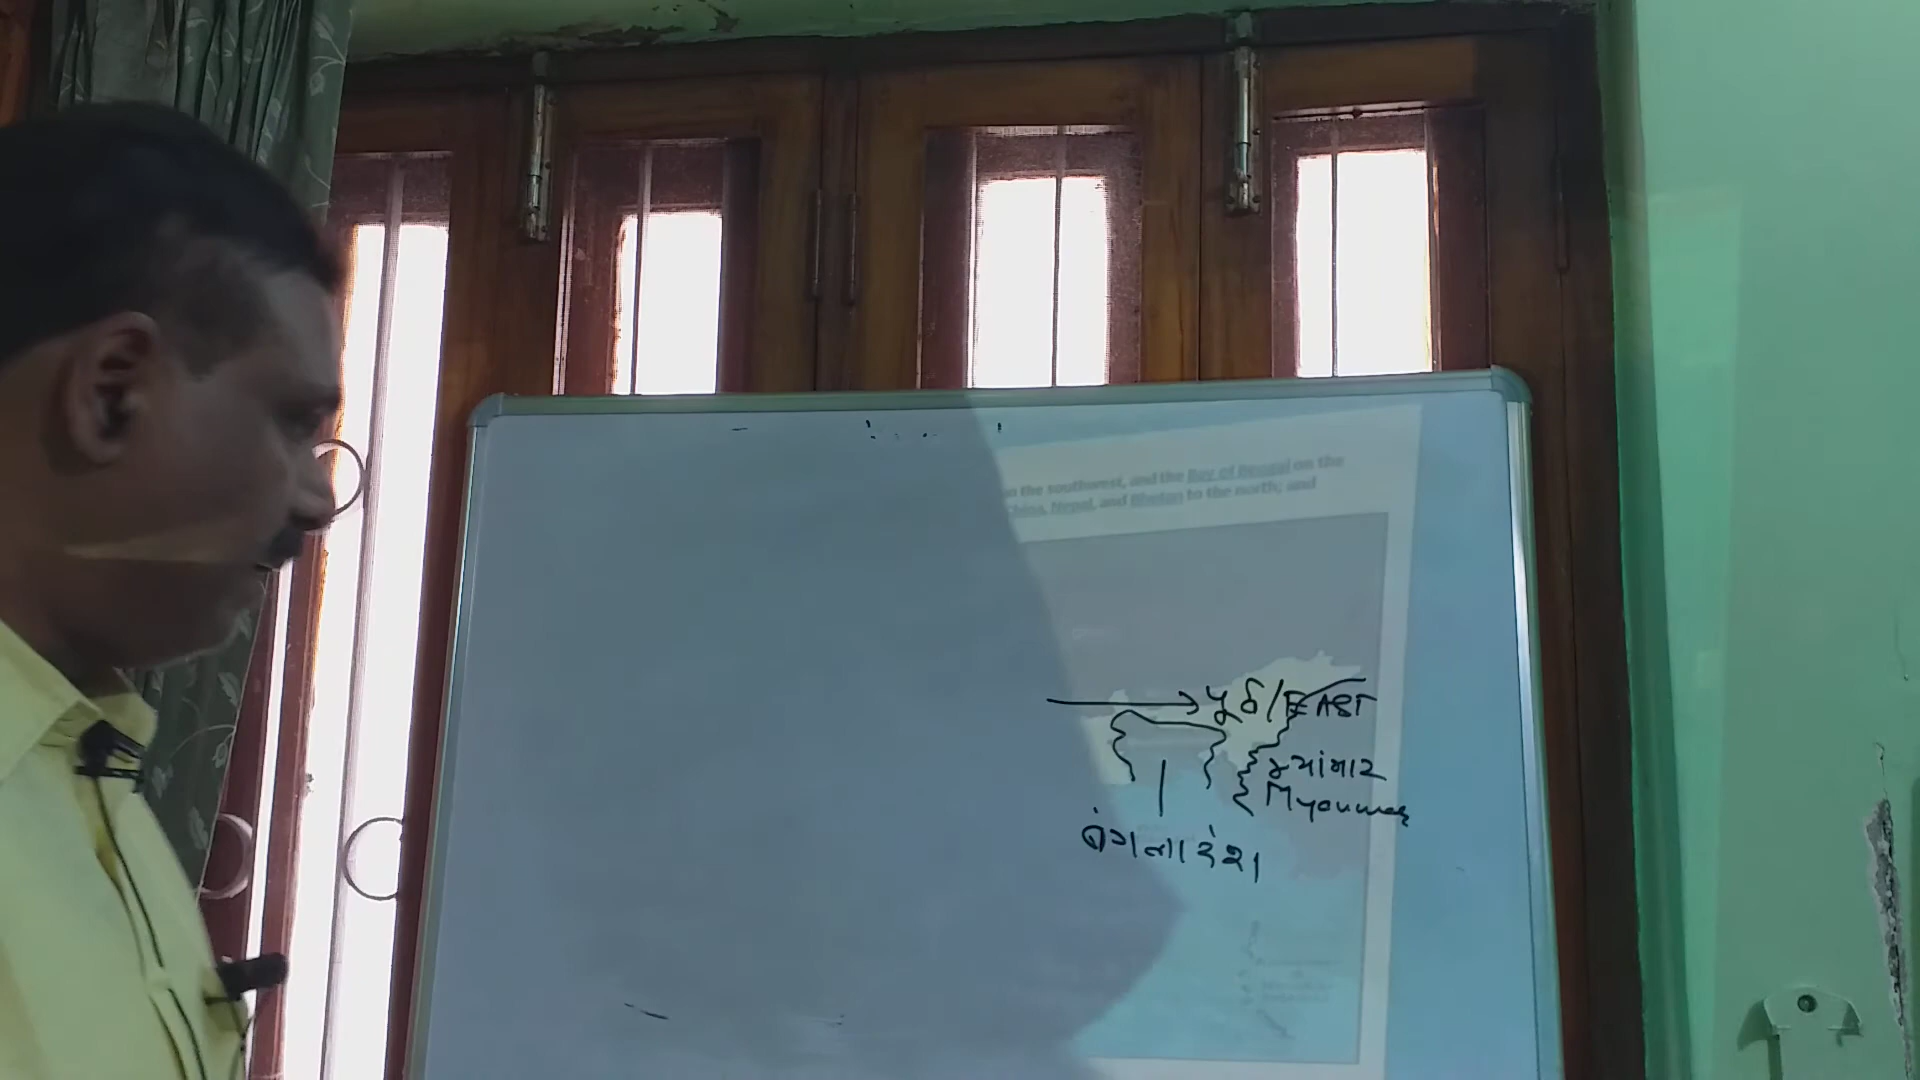 n the southwest, and the Bay of Bengal on the
China, Nepal, and Bhutan to the north; and
પૂર્વ/EAST
મ્યાંમાર
Myanmar
બંગલાદેશ